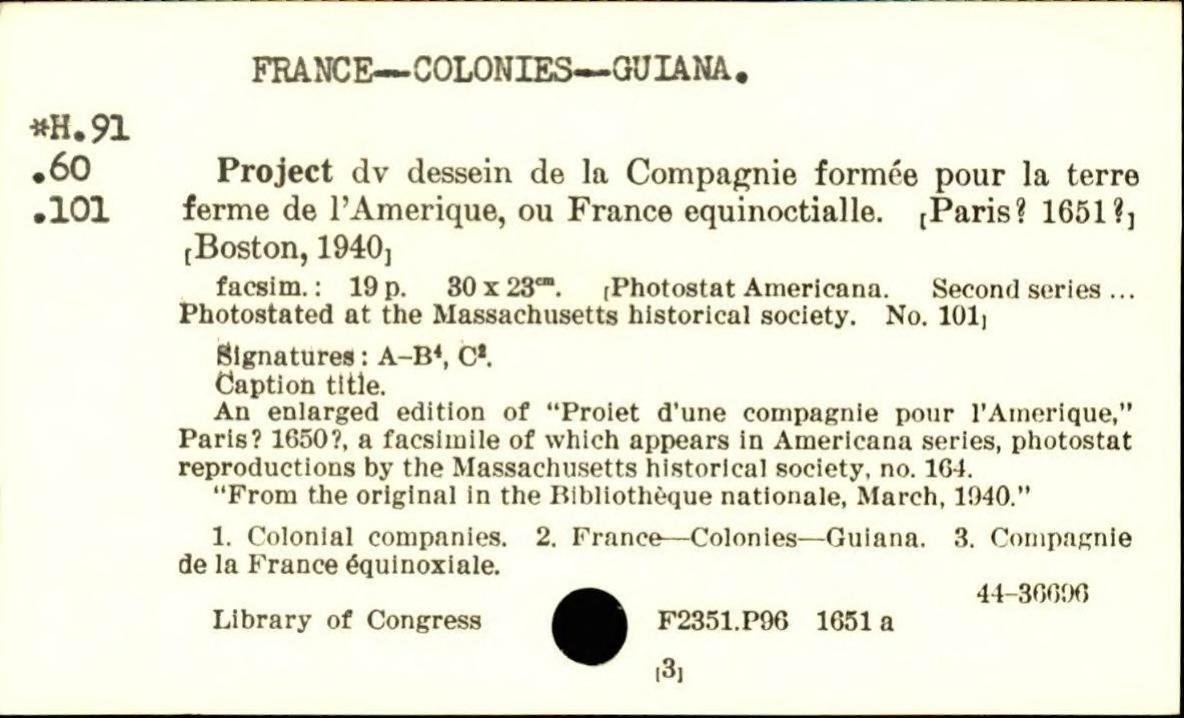 FRANCE—COLONIES—GUIANA.
*H.91
.60
.101
Project dv dessein de la Compagnie formée pour la terre
ferme de l'Amerique, ou France equinoctialle. [Paris? 1651?]
[Boston, 1940]
facsim.: 19 p. 30 x 23ᶜᵐ. [Photostat Americana. Second series ...
Photostated at the Massachusetts historical society. No. 101]
Signatures: A–B⁴, C².
Caption title.
An enlarged edition of “Proiet d'une compagnie pour l'Amerique,”
Paris? 1650?, a facsimile of which appears in Americana series, photostat
reproductions by the Massachusetts historical society, no. 164.
“From the original in the Bibliothèque nationale, March, 1940.”
1. Colonial companies. 2. France—Colonies—Guiana. 3. Compagnie
de la France équinoxiale.
44-36696
Library of Congress F2351.P96 1651 a
[3]